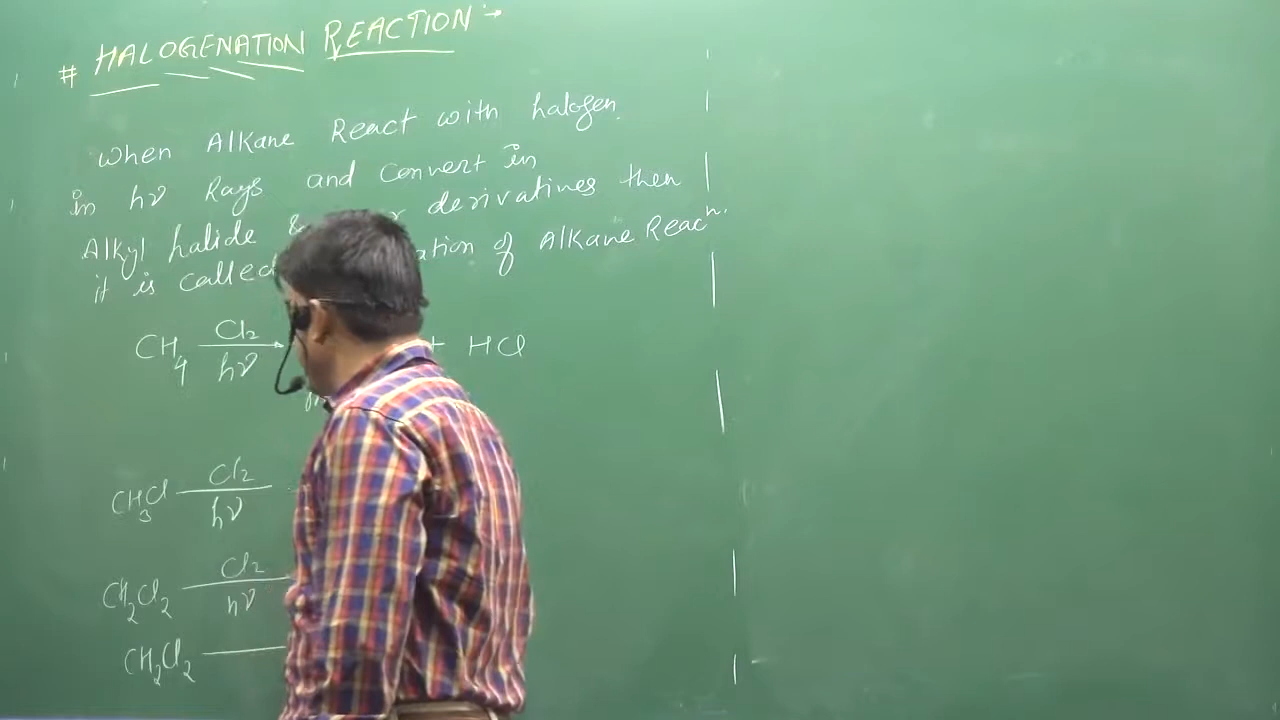 # HALOGENATION REACTION :→
When Alkane React with halogen.
in hν Rays and convert in
Alkyl halide & derivatives then
it is called ation of Alkane Reacn.
CH4 Cl2 hν + HCl
CH3Cl Cl2 hν
CH2Cl2 Cl2 hν
CH2Cl2